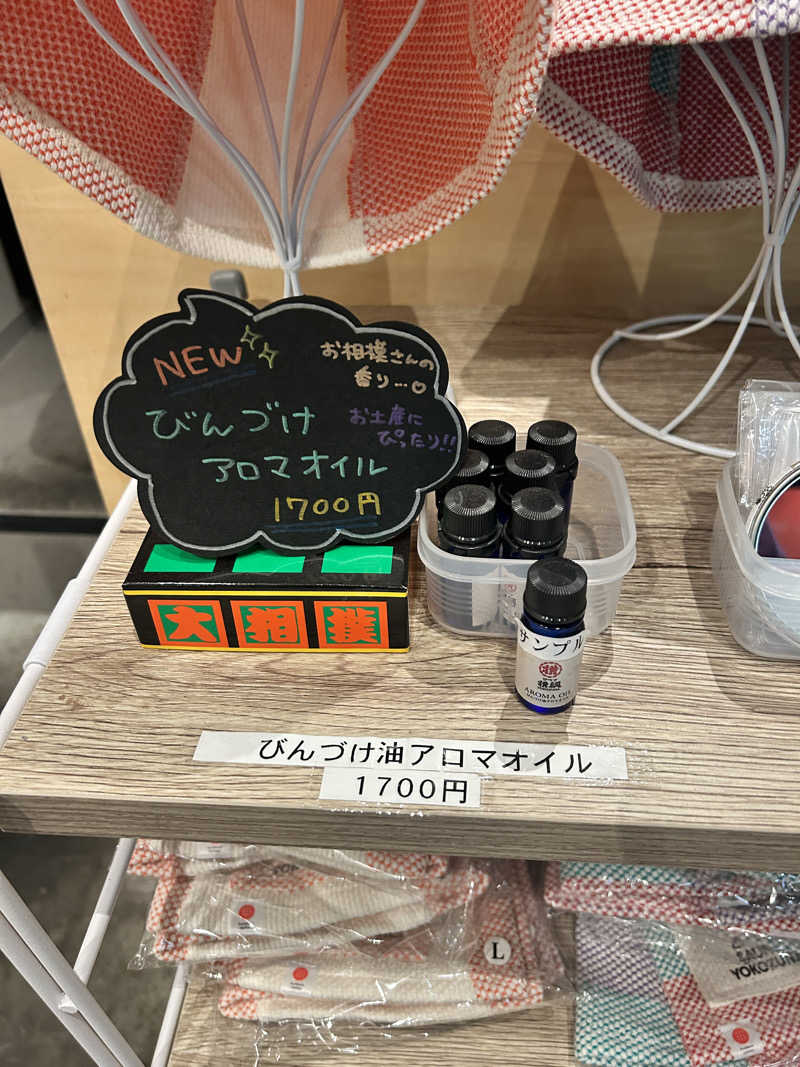 NEW
お相撲さんの
香り…♡
びんづけ
アロマオイル
お土産に
ぴったり!!
1700円
大相撲
サンプル
横綱
AROMA OIL
びんづけ油アロマオイル
1700円
L
YOKOZUNA